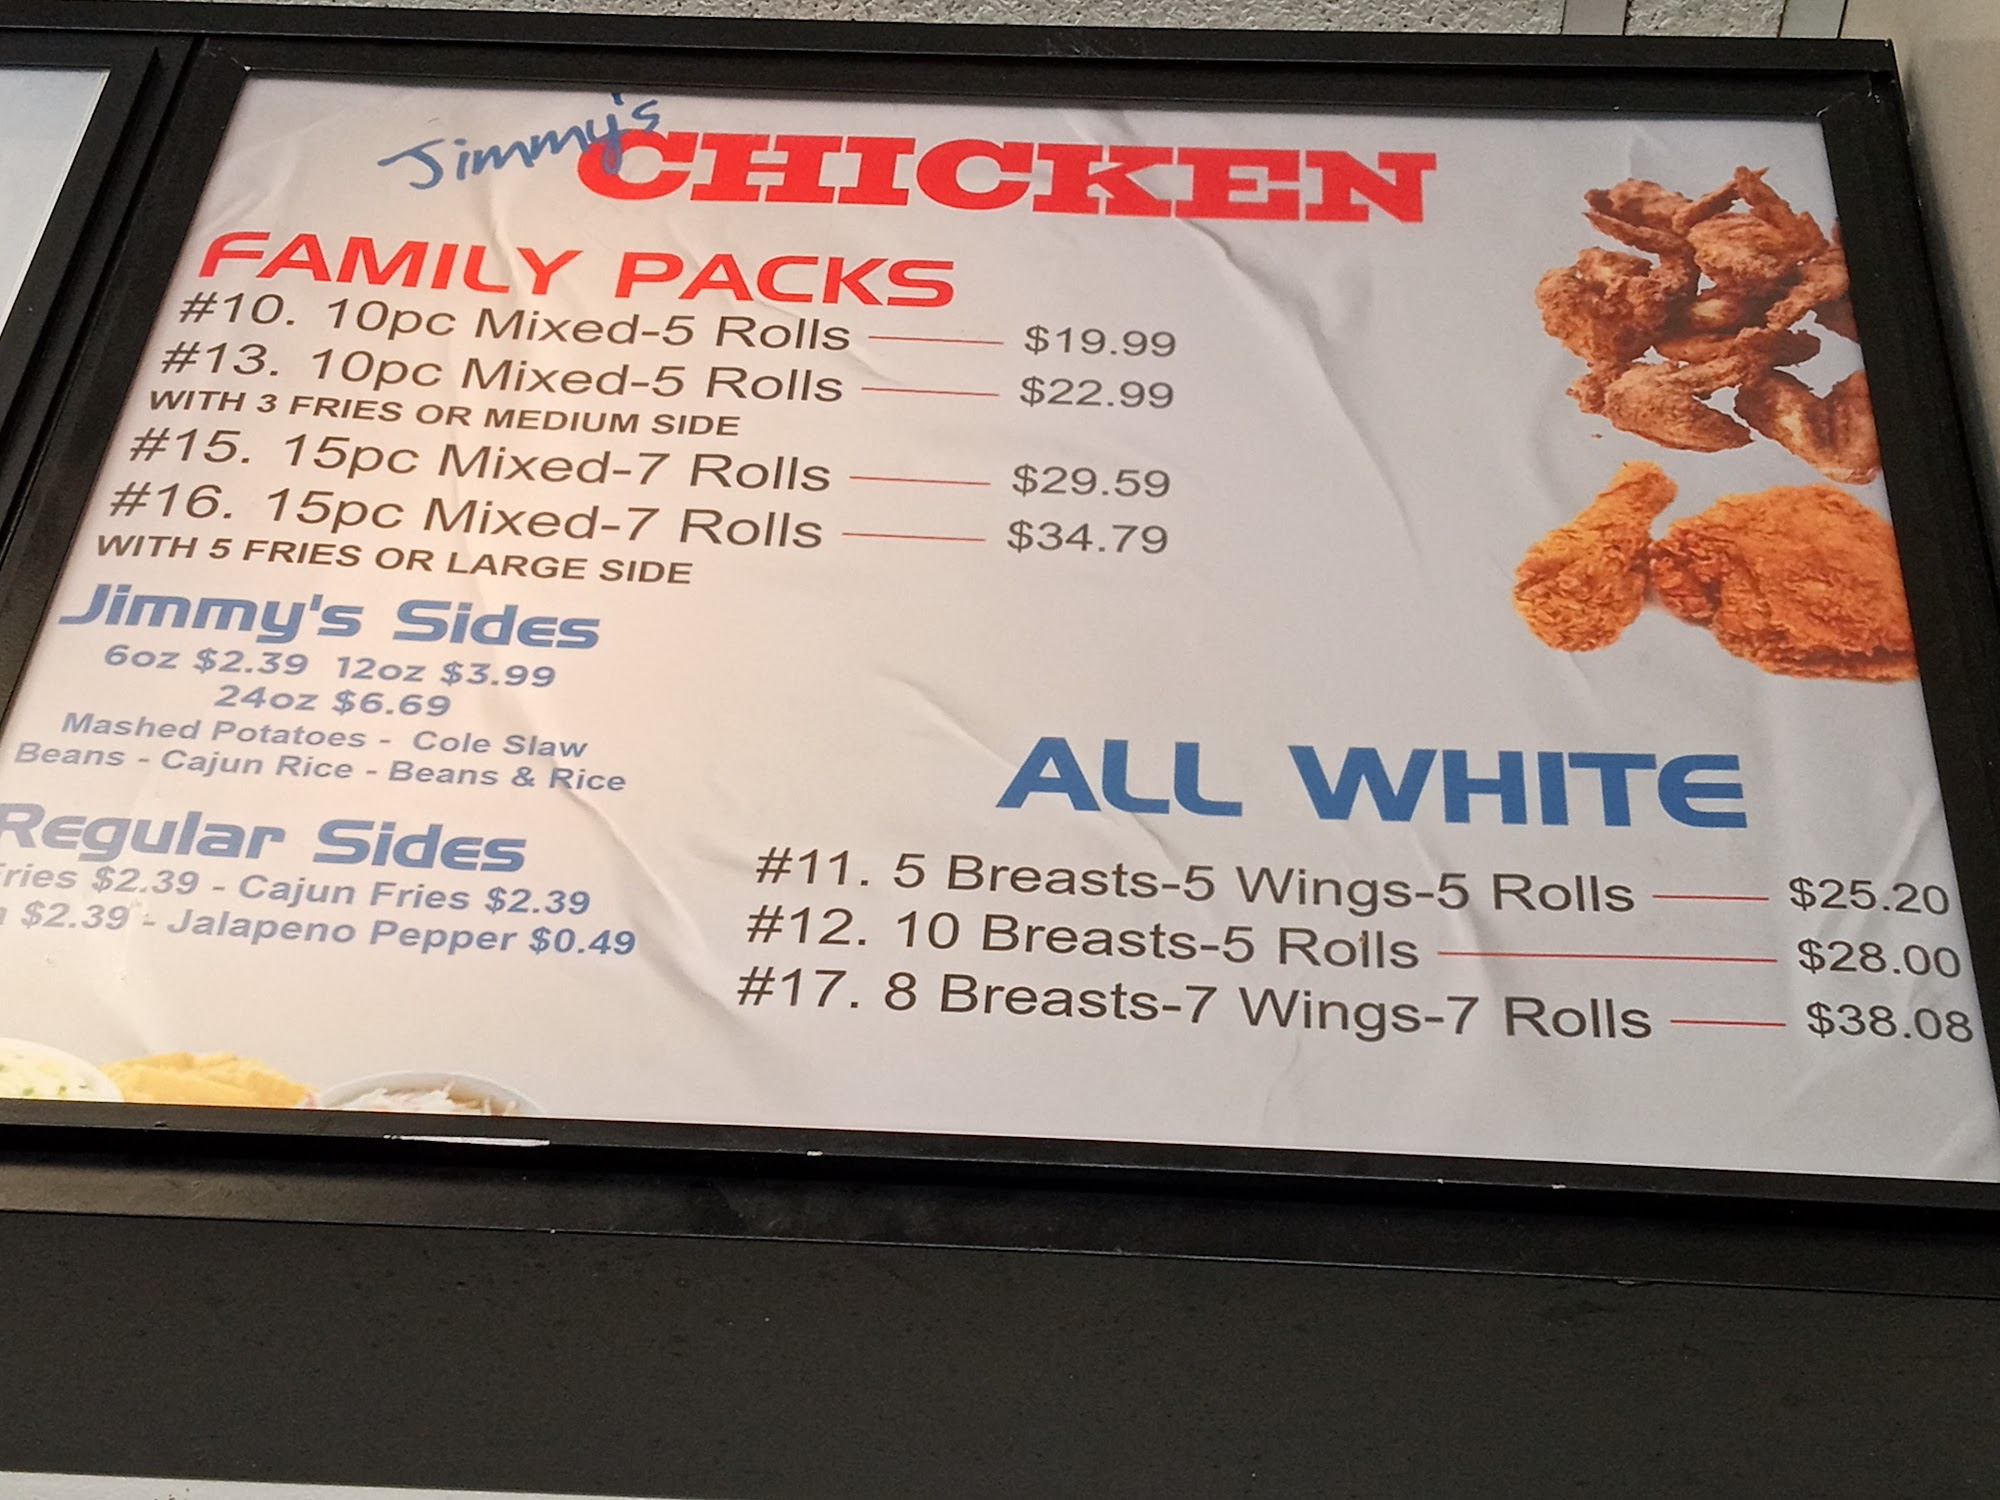 Jimmy's CHICKEN
FAMILY PACKS
#10. 10pc Mixed-5 Rolls $19.99
#13. 10pc Mixed-5 Rolls $22.99
WITH 3 FRIES OR MEDIUM SIDE
#15. 15pc Mixed-7 Rolls $29.59
#16. 15pc Mixed-7 Rolls $34.79
WITH 5 FRIES OR LARGE SIDE
Jimmy's Sides
6oz $2.39 12oz $3.99
24oz $6.69
Mashed Potatoes - Cole Slaw
Beans - Cajun Rice - Beans & Rice
Regular Sides
ries $2.39 - Cajun Fries $2.39
$2.39 - Jalapeno Pepper $0.49
ALL WHITE
#11. 5 Breasts-5 Wings-5 Rolls $25.20
#12. 10 Breasts-5 Rolls $28.00
#17. 8 Breasts-7 Wings-7 Rolls $38.08